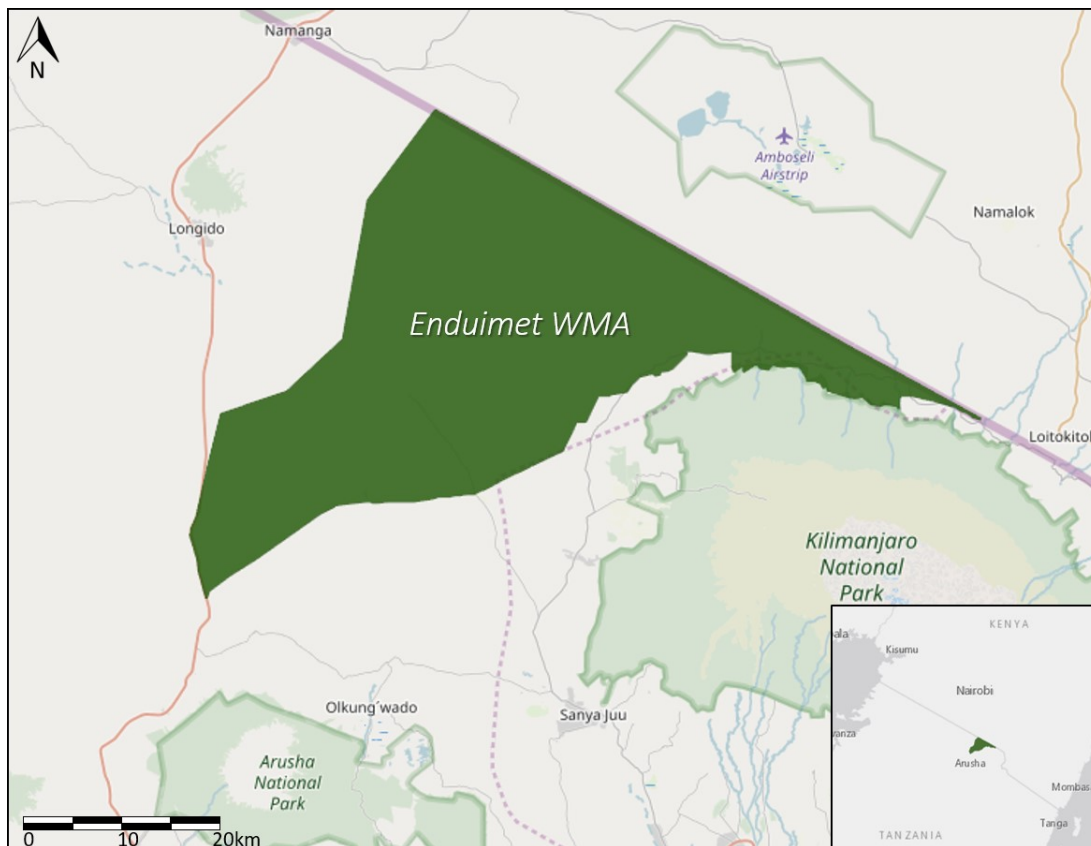 Namanga
N
Amboseli
Airstrip
Namalok
Longido
Enduimet WMA
Loitokitok
Kilimanjaro
National
Park
Olkung´wado
Sanya Juu
Arusha
National
Park
0 10 20km
KENYA
Kisumu
Nairobi
Arusha
Mombas
Tanga
TANZANIA